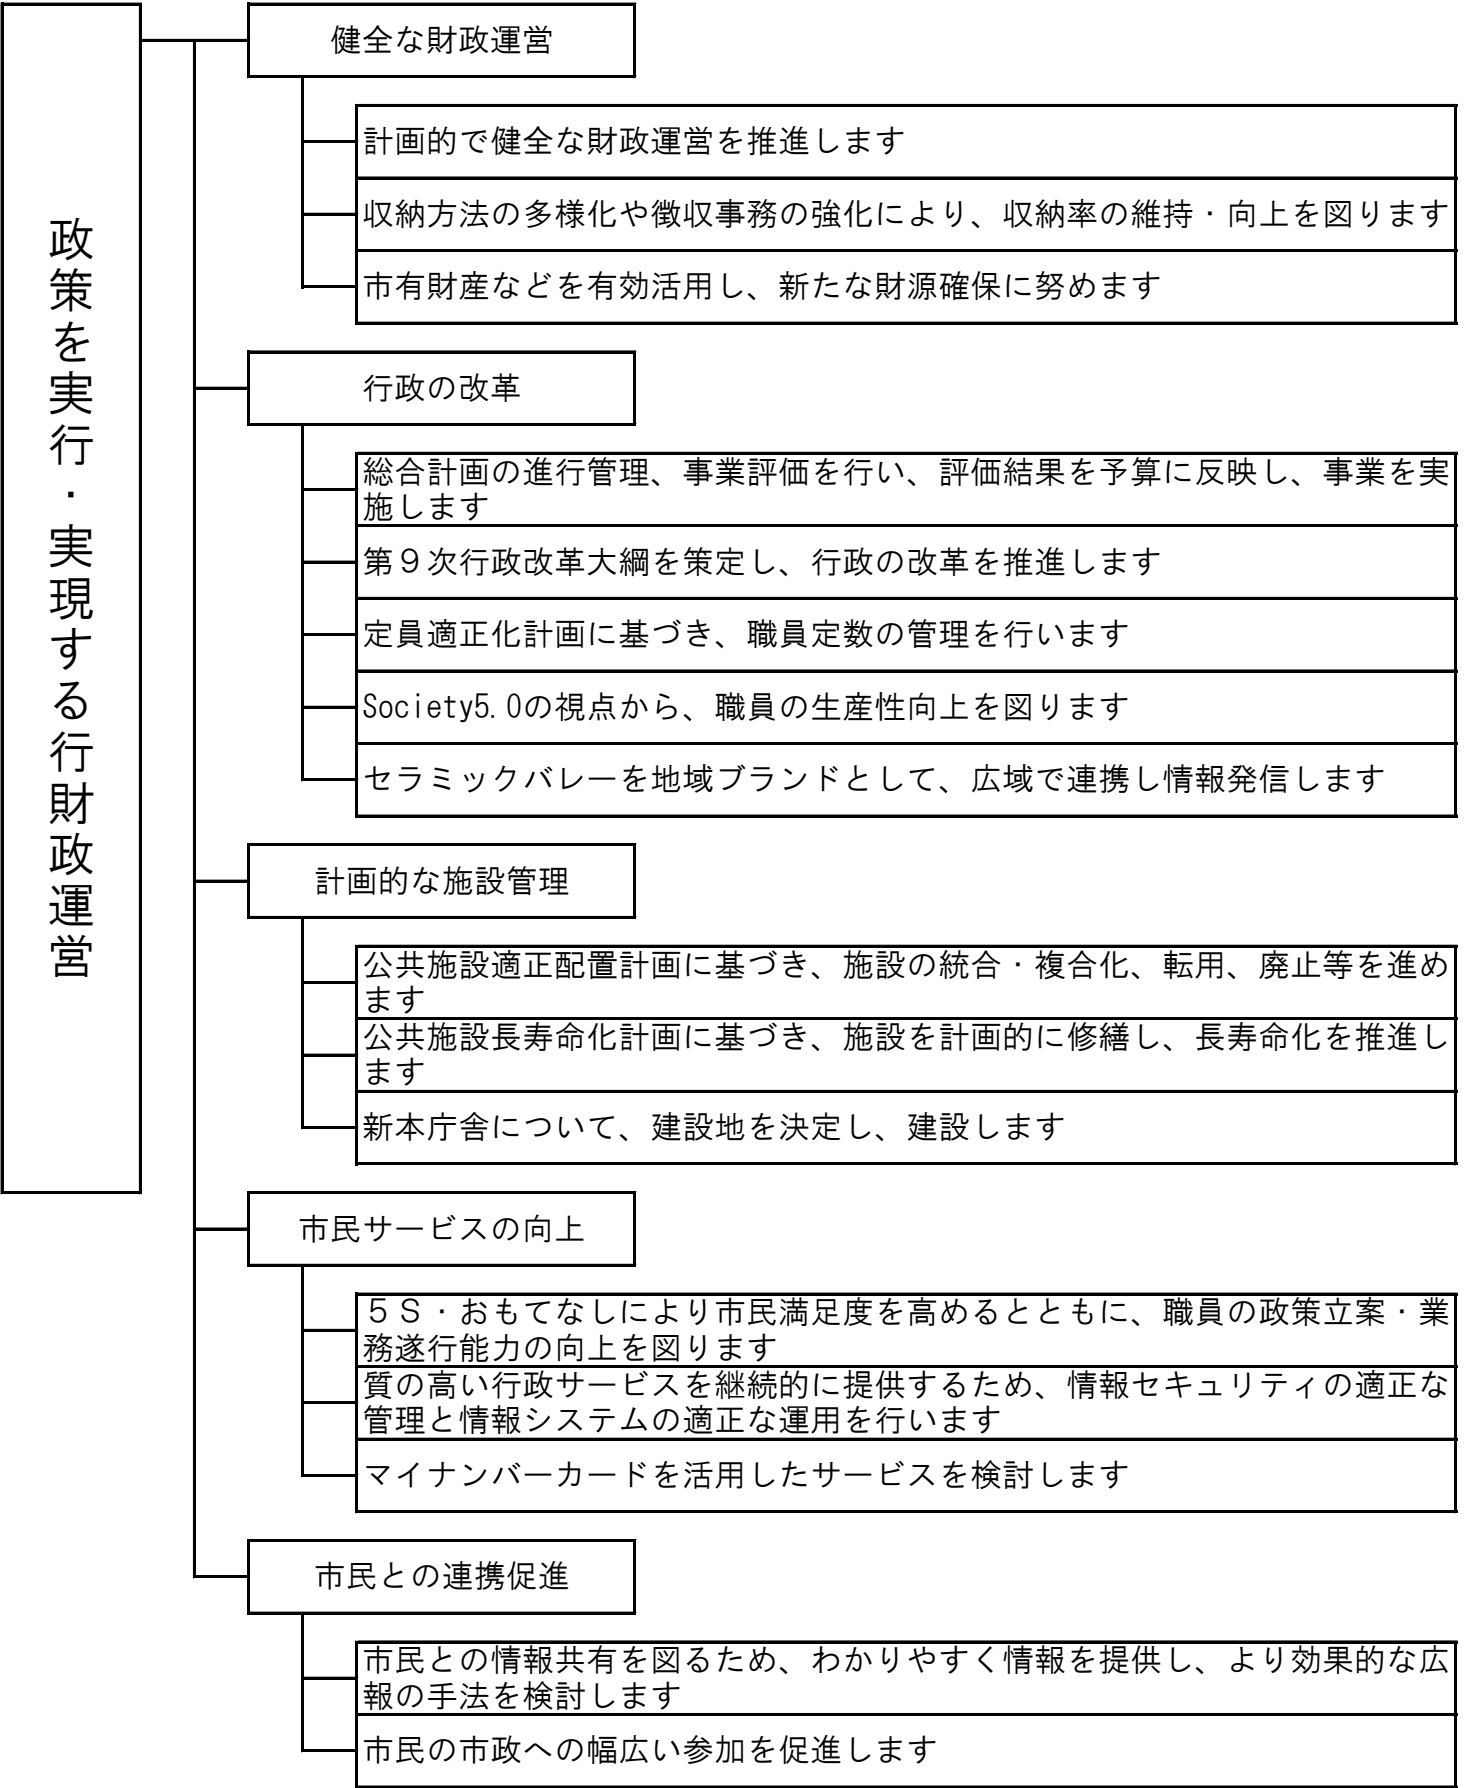 政策を実行・実現する行財政運営
健全な財政運営
計画的で健全な財政運営を推進します
収納方法の多様化や徴収事務の強化により、収納率の維持・向上を図ります
市有財産などを有効活用し、新たな財源確保に努めます
行政の改革
総合計画の進行管理、事業評価を行い、評価結果を予算に反映し、事業を実
施します
第９次行政改革大綱を策定し、行政の改革を推進します
定員適正化計画に基づき、職員定数の管理を行います
Society5.0の視点から、職員の生産性向上を図ります
セラミックバレーを地域ブランドとして、広域で連携し情報発信します
計画的な施設管理
公共施設適正配置計画に基づき、施設の統合・複合化、転用、廃止等を進め
ます
公共施設長寿命化計画に基づき、施設を計画的に修繕し、長寿命化を推進し
ます
新本庁舎について、建設地を決定し、建設します
市民サービスの向上
５Ｓ・おもてなしにより市民満足度を高めるとともに、職員の政策立案・業
務遂行能力の向上を図ります
質の高い行政サービスを継続的に提供するため、情報セキュリティの適正な
管理と情報システムの適正な運用を行います
マイナンバーカードを活用したサービスを検討します
市民との連携促進
市民との情報共有を図るため、わかりやすく情報を提供し、より効果的な広
報の手法を検討します
市民の市政への幅広い参加を促進します